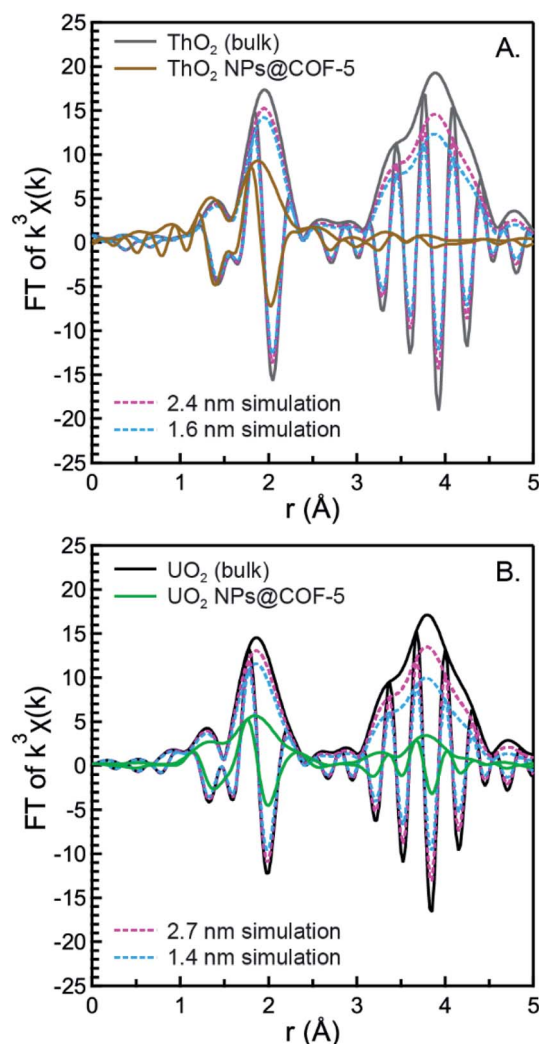 A.
ThO₂ (bulk)
ThO₂ NPs@COF-5
25
20
15
10
5
0
-5
-10
-15
-20
-25
FT of k³ χ(k)
2.4 nm simulation
1.6 nm simulation
0 1 2 3 4 5
r (Å)
B.
UO₂ (bulk)
UO₂ NPs@COF-5
25
20
15
10
5
0
-5
-10
-15
-20
-25
FT of k³ χ(k)
2.7 nm simulation
1.4 nm simulation
0 1 2 3 4 5
r (Å)